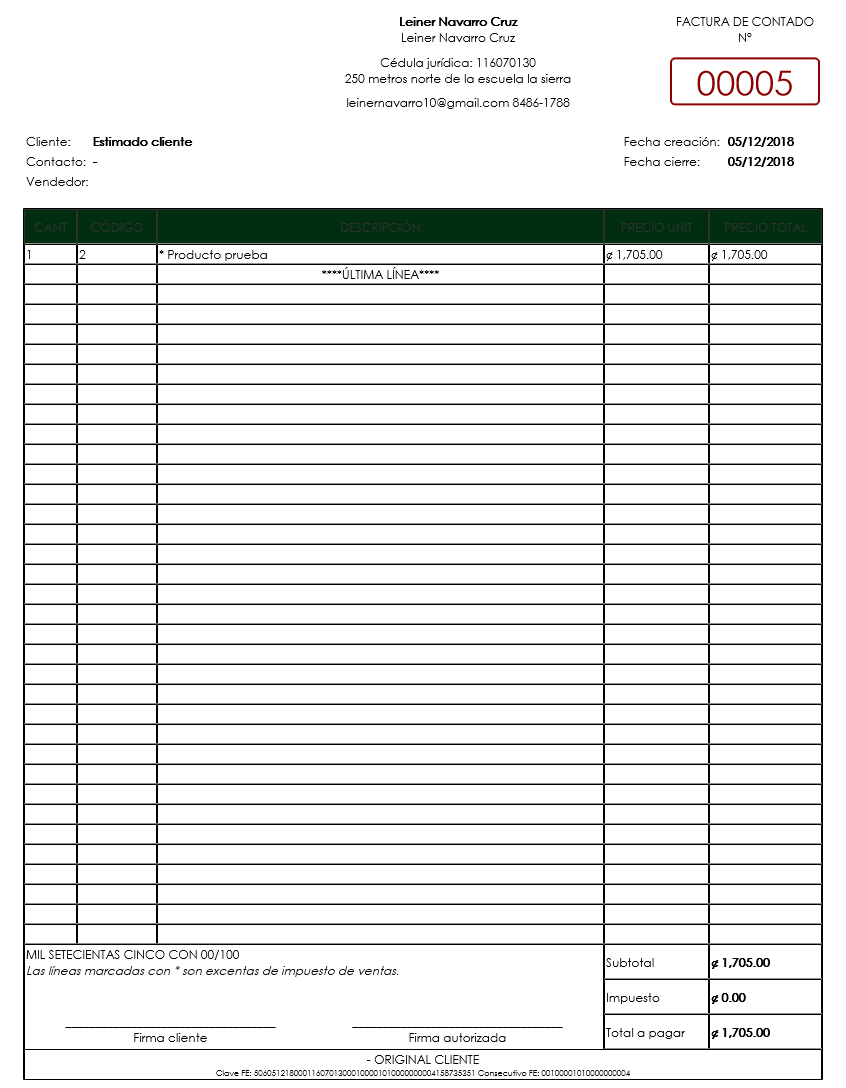 Leiner Navarro Cruz
Leiner Navarro Cruz
Cédula jurídica: 116070130
250 metros norte de la escuela la sierra
leinernavarro10@gmail.com 8486-1788
FACTURA DE CONTADO
Nº
00005
Cliente: Estimado cliente
Contacto: -
Vendedor:
Fecha creación: 05/12/2018
Fecha cierre: 05/12/2018
CANT CÓDIGO DESCRIPCIÓN PRECIO UNIT PRECIO TOTAL
1 2 * Producto prueba ¢ 1,705.00 ¢ 1,705.00
****ÚLTIMA LÍNEA****
MIL SETECIENTAS CINCO CON 00/100
Las líneas marcadas con * son excentas de impuesto de ventas.
Subtotal ¢ 1,705.00
Impuesto ¢ 0.00
Total a pagar ¢ 1,705.00
Firma cliente Firma autorizada
- ORIGINAL CLIENTE
Clave FE: 50605121800011607013000100001010000000004158735351 Consecutivo FE: 00100001010000000004